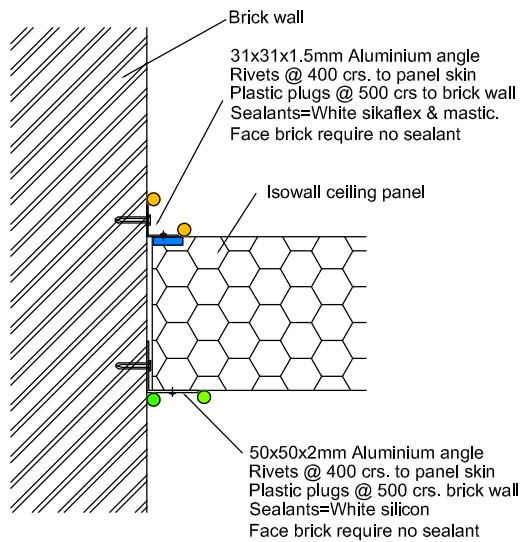 Brick wall
31x31x1.5mm Aluminium angle
Rivets @ 400 crs. to panel skin
Plastic plugs @ 500 crs to brick wall
Sealants=White sikaflex & mastic.
Face brick require no sealant
Isowall ceiling panel
50x50x2mm Aluminium angle
Rivets @ 400 crs. to panel skin
Plastic plugs @ 500 crs. brick wall
Sealants=White silicon
Face brick require no sealant